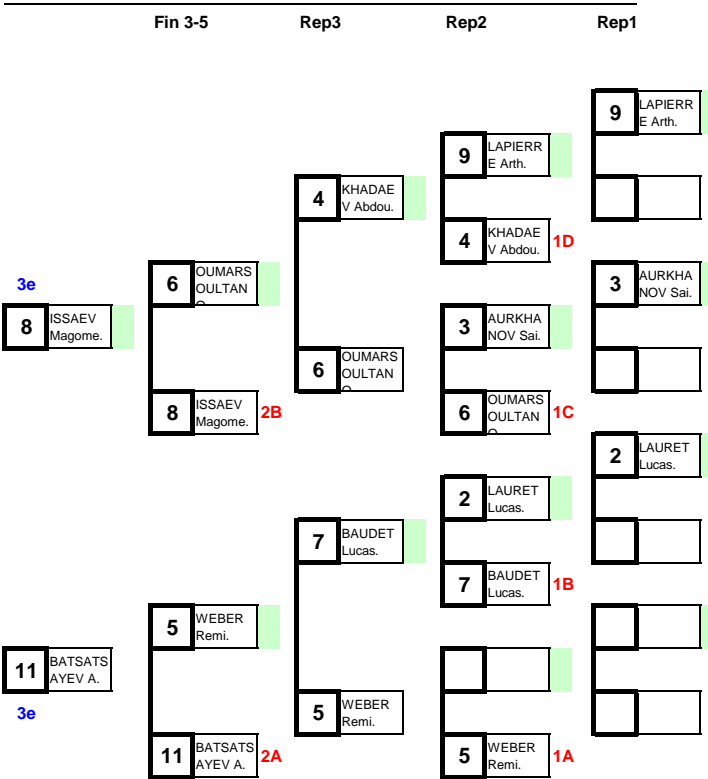 Fin 3-5 Rep3 Rep2 Rep1
9 LAPIERR
E Arth.
9 LAPIERR
E Arth.
4 KHADAE
V Abdou.
4 KHADAE
V Abdou. 1D
3e
6 OUMARS
OULTAN
3 AURKHA
NOV Sai.
8 ISSAEV
Magome.
3 AURKHA
NOV Sai.
6 OUMARS
OULTAN
8 ISSAEV
Magome. 2B
6 OUMARS
OULTAN 1C
2 LAURET
Lucas.
2 LAURET
Lucas.
7 BAUDET
Lucas.
7 BAUDET
Lucas. 1B
5 WEBER
Remi.
11 BATSATS
AYEV A.
3e
5 WEBER
Remi.
11 BATSATS
AYEV A. 2A
5 WEBER
Remi. 1A